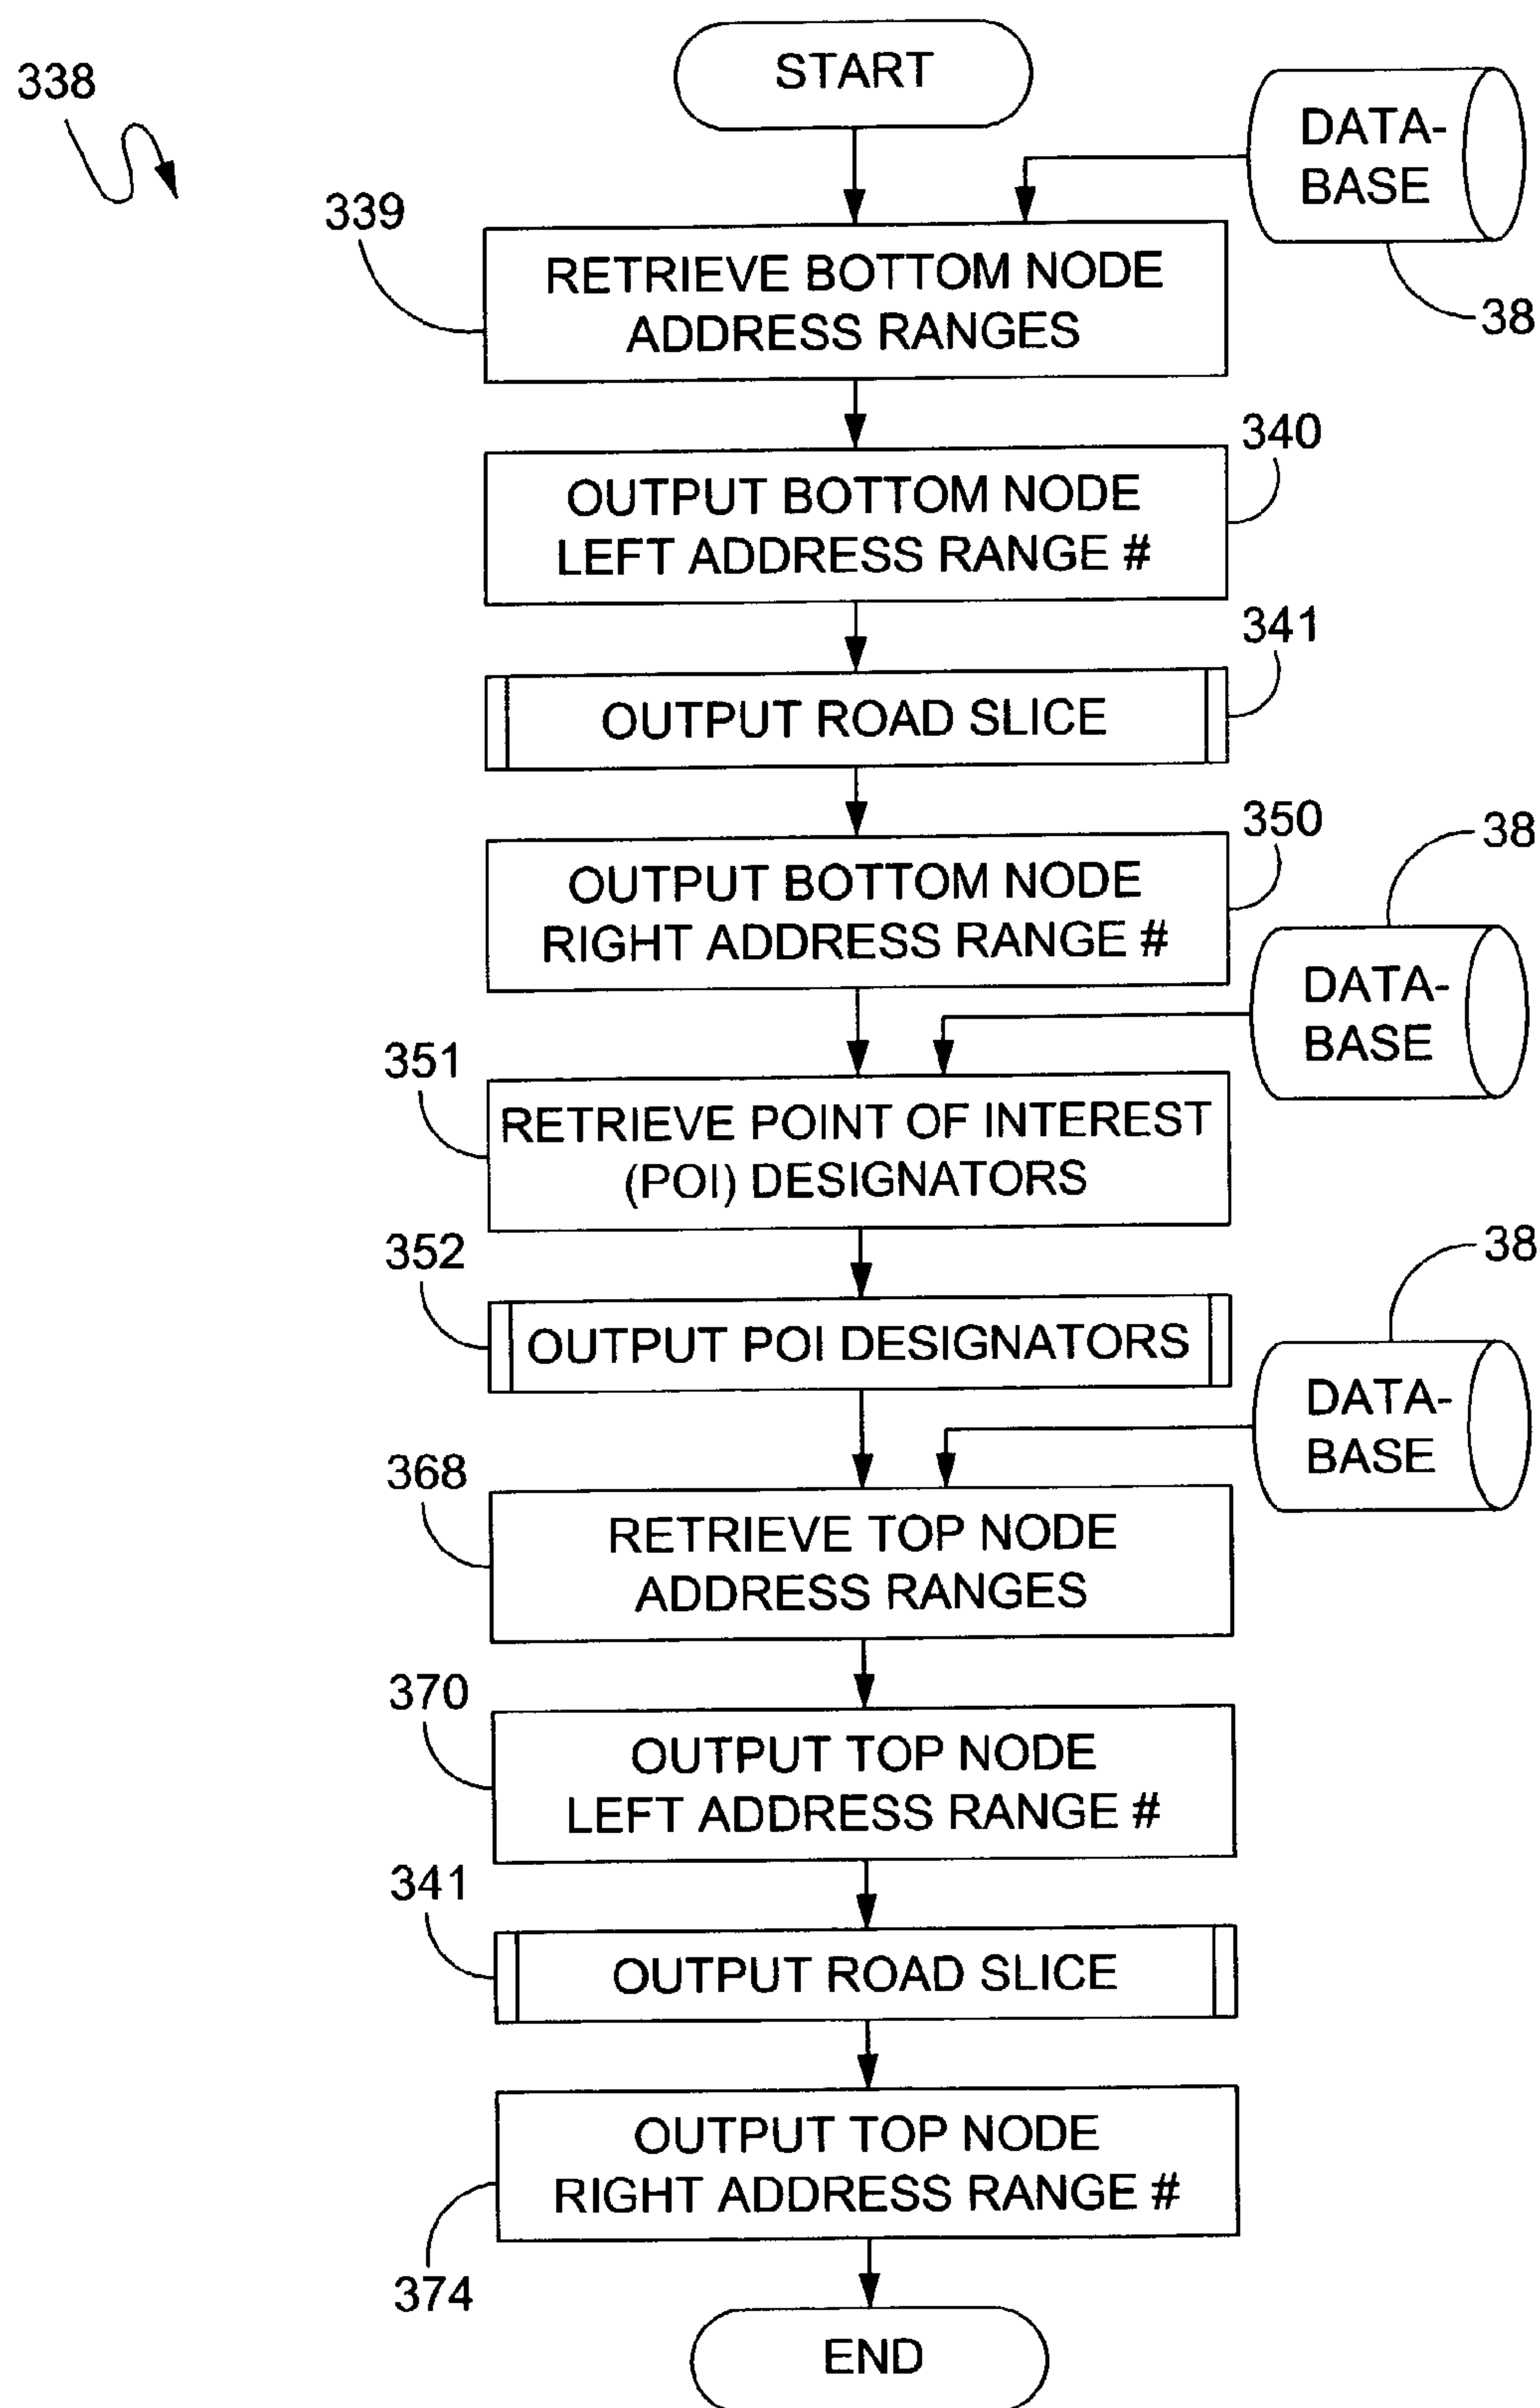 338
START
DATA-
BASE
38
339
RETRIEVE BOTTOM NODE
ADDRESS RANGES
340
OUTPUT BOTTOM NODE
LEFT ADDRESS RANGE #
341
OUTPUT ROAD SLICE
350
OUTPUT BOTTOM NODE
RIGHT ADDRESS RANGE #
38
DATA-
BASE
351
RETRIEVE POINT OF INTEREST
(POI) DESIGNATORS
352
OUTPUT POI DESIGNATORS
38
DATA-
BASE
368
RETRIEVE TOP NODE
ADDRESS RANGES
370
OUTPUT TOP NODE
LEFT ADDRESS RANGE #
341
OUTPUT ROAD SLICE
OUTPUT TOP NODE
RIGHT ADDRESS RANGE #
374
END